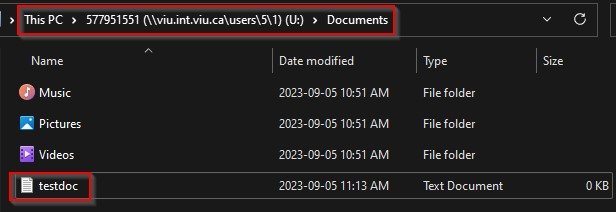 This PC > 577951551 (\\viu.int.viu.ca\users\5\1) (U:) > Documents
Name Date modified Type Size
Music 2023-09-05 10:51 AM File folder
Pictures 2023-09-05 10:51 AM File folder
Videos 2023-09-05 10:51 AM File folder
testdoc 2023-09-05 11:13 AM Text Document 0 KB